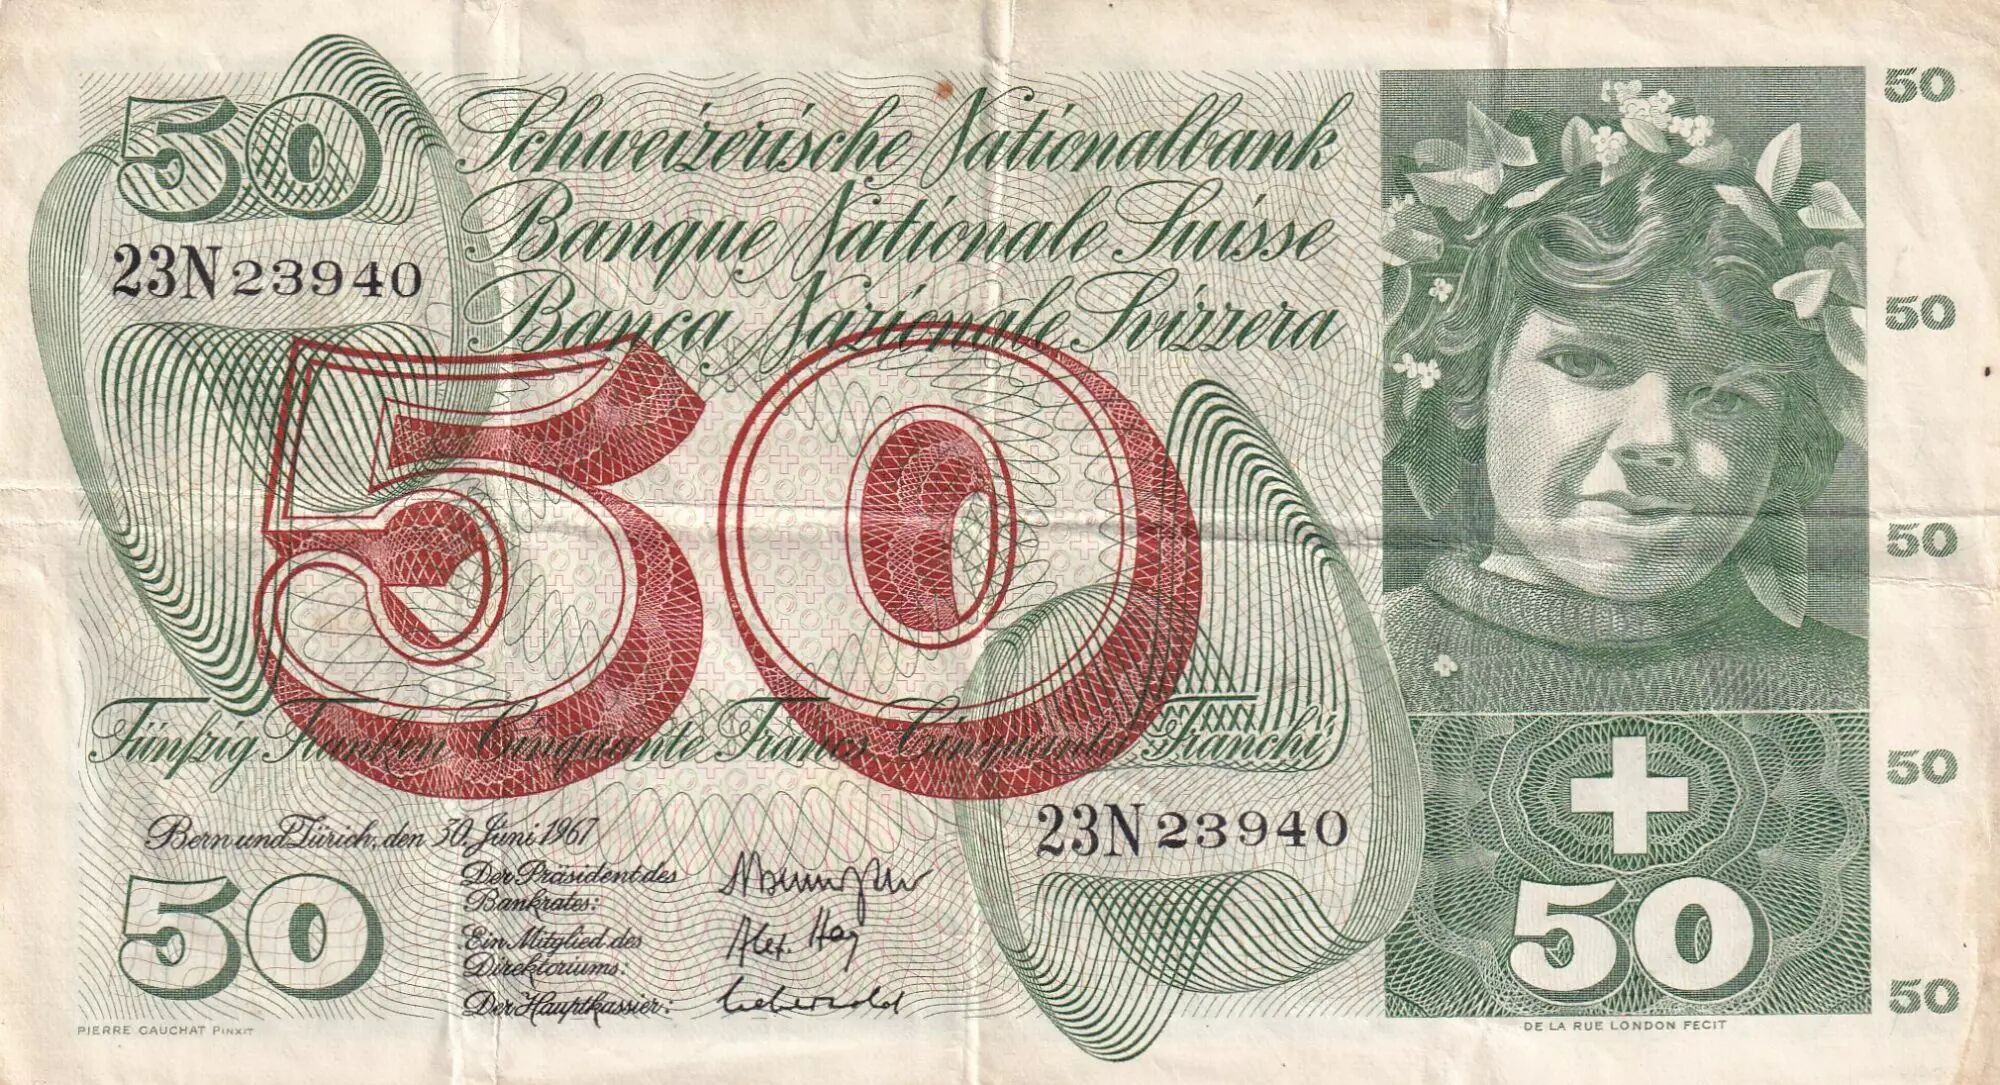 50
Schweizerische Nationalbank
Banque Nationale Suisse
Banca Nazionale Svizzera
23N23940
50
Fünfzig Franken Cinquante Francs Cinquanta Franchi
23N23940
Bern und Zürich, den 30. Juni 1967
Der Präsident des
Bankrates:
Ein Mitglied des
Direktoriums:
Alex. Hay
Der Hauptkassier:
50
PIERRE GAUCHAT PINXIT
50
DE LA RUE LONDON FECIT
50
50
50
50
50